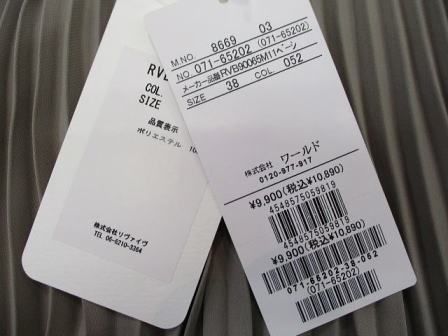 RVB
COL.
SIZE
品質表示
ポリエステル 10
株式会社リヴァイヴ
TEL 06-6210-3364
M.NO 8669 03
NO. 071-65202 (071-65202)
メーカー品番RVB90065M11ベージ
SIZE 38 COL. 052
株式会社 ワールド
0120-977-917
¥9,900(税込¥10,890)
4548575059819
4548575059819
¥9,900(税込¥10,890)
071-65202-38-052
(071-65202)